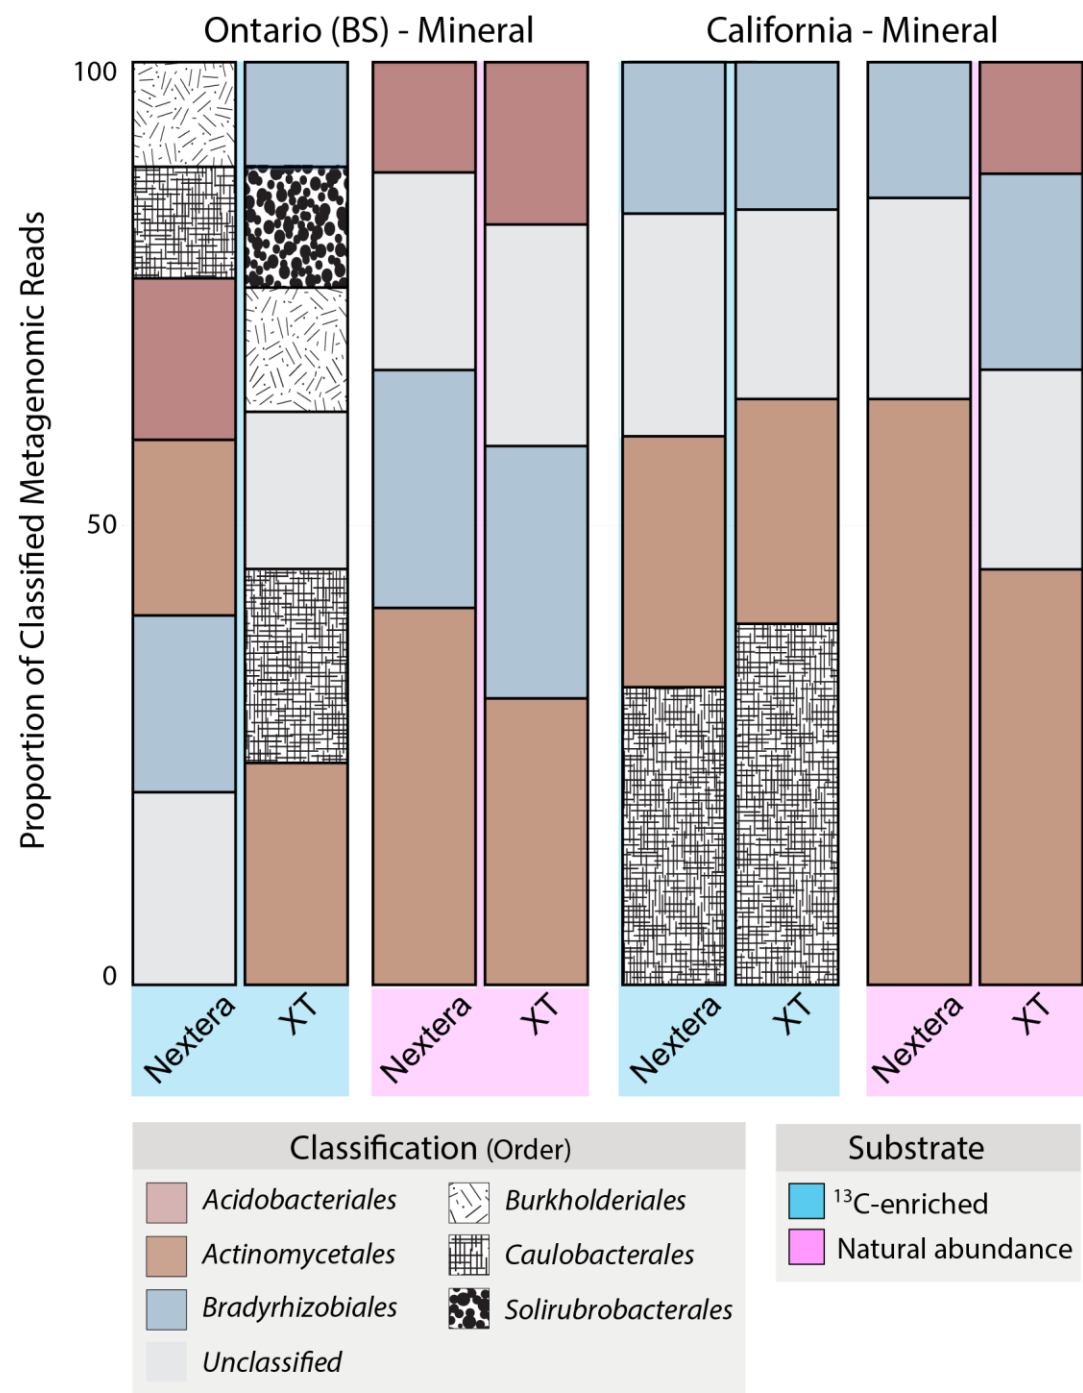 Ontario (BS) - Mineral
California - Mineral
Proportion of Classified Metagenomic Reads
100
50
0
Nextera
XT
Nextera
XT
Nextera
XT
Nextera
XT
Classification (Order)
Acidobacteriales
Actinomycetales
Bradyrhizobiales
Unclassified
Burkholderiales
Caulobacterales
Solirubrobacterales
Substrate
¹³C-enriched
Natural abundance